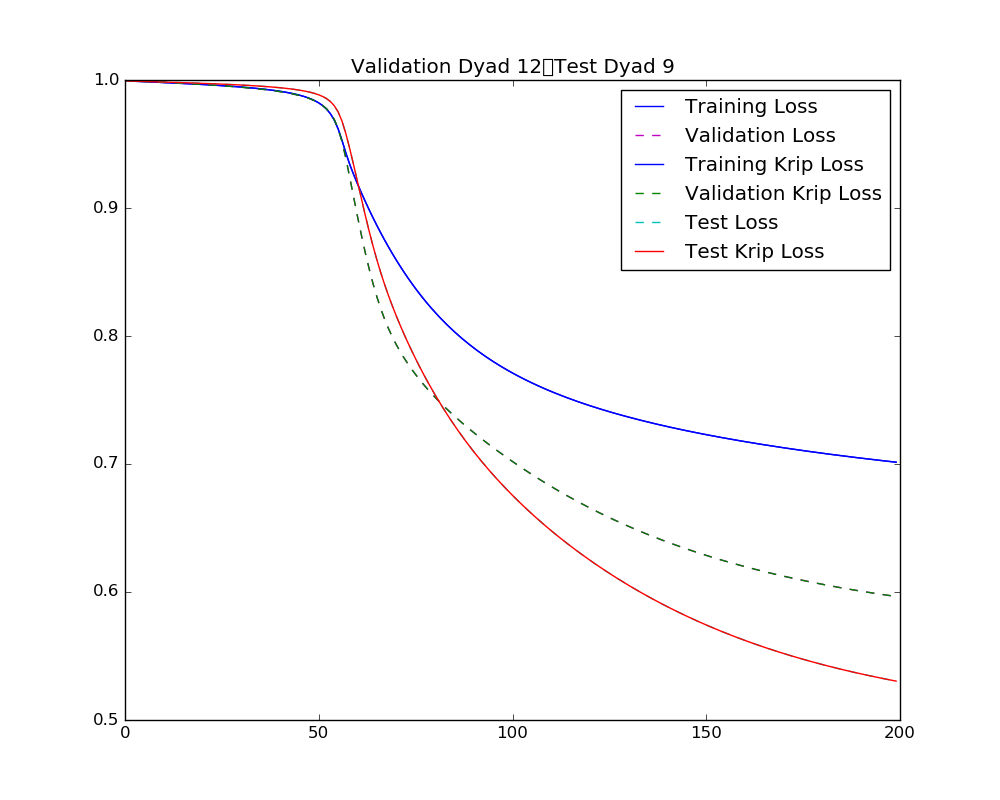 Validation Dyad 12▯Test Dyad 9
1.0
0.9
0.8
0.7
0.6
0.5
0
50
100
150
200
Training Loss
Validation Loss
Training Krip Loss
Validation Krip Loss
Test Loss
Test Krip Loss